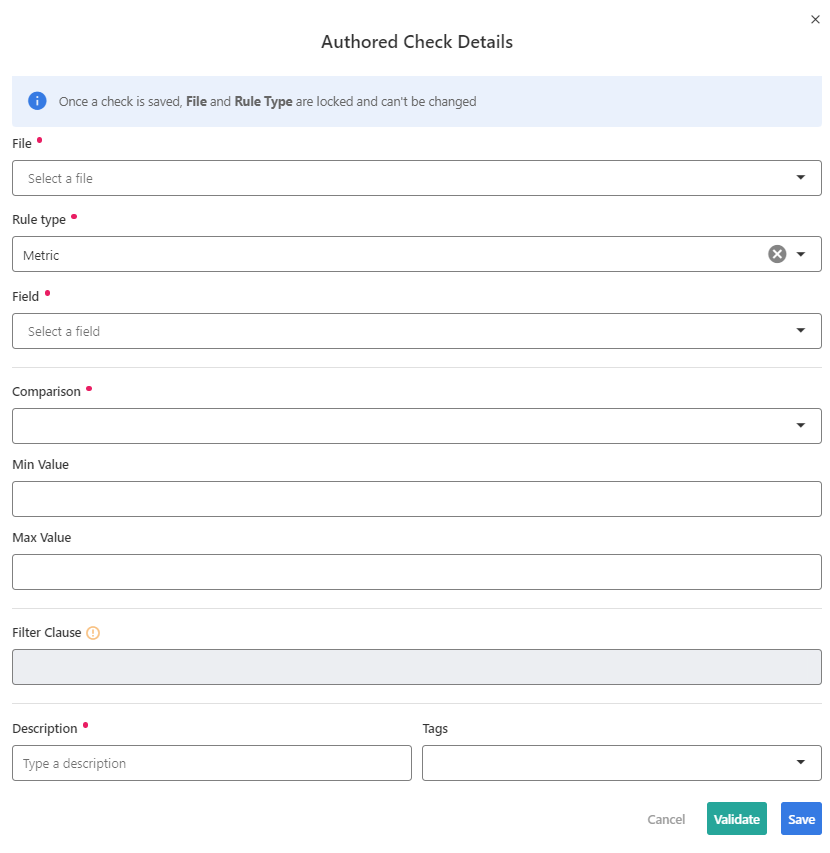 Authored Check Details
Once a check is saved, File and Rule Type are locked and can't be changed
File
Select a file
Rule type
Metric
Field
Select a field
Comparison
Min Value
Max Value
Filter Clause
Description
Tags
Type a description
Cancel
Validate
Save